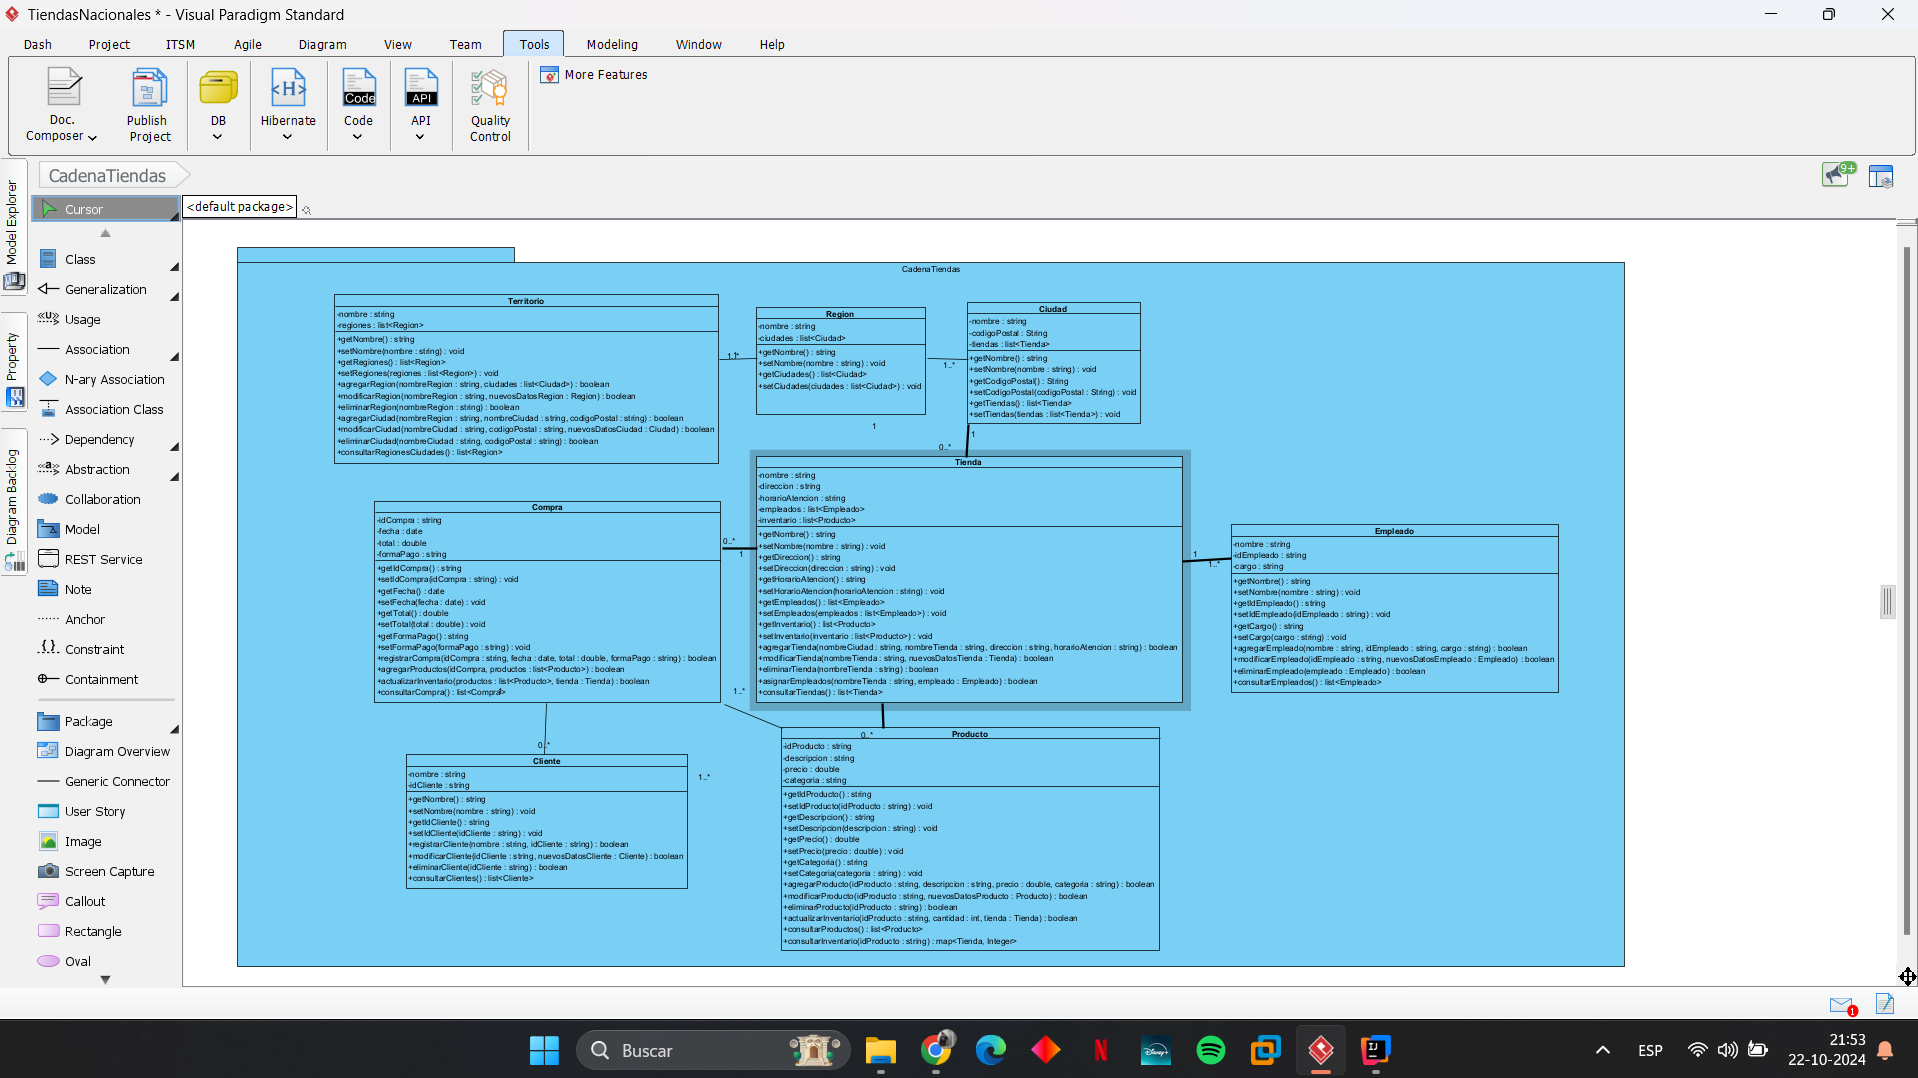 TiendasNacionales * - Visual Paradigm Standard
Dash
Project
ITSM
Agile
Diagram
View
Team
Tools
Modeling
Window
Help
Doc.
Composer
Publish
Project
DB
Hibernate
Code
Code
API
API
Quality
Control
More Features
CadenaTiendas
9+
Model Explorer
Property
Diagram Backlog
Cursor
Class
Generalization
Usage
Association
N-ary Association
Association Class
Dependency
Abstraction
Collaboration
Model
REST Service
Note
Anchor
Constraint
Containment
Package
Diagram Overview
Generic Connector
User Story
Image
Screen Capture
Callout
Rectangle
Oval
<default package>
CadenaTiendas
Territorio
-nombre : string
-regiones : list<Region>
+getNombre() : string
+setNombre(nombre : string) : void
+getRegiones() : list<Region>
+setRegiones(regiones : list<Region>) : void
+agregarRegion(nombreRegion : string, ciudades : list<Ciudad>) : boolean
+modificarRegion(nombreRegion : string, nuevosDatosRegion : Region) : boolean
+eliminarRegion(nombreRegion : string) : boolean
+agregarCiudad(nombreRegion : string, nombreCiudad : string, codigoPostal : string) : boolean
+modificarCiudad(nombreCiudad : string, codigoPostal : string, nuevosDatosCiudad : Ciudad) : boolean
+eliminarCiudad(nombreCiudad : string, codigoPostal : string) : boolean
+consultarRegionesCiudades() : list<Region>
Region
-nombre : string
-ciudades : list<Ciudad>
+getNombre() : string
+setNombre(nombre : string) : void
+getCiudades() : list<Ciudad>
+setCiudades(ciudades : list<Ciudad>) : void
1..*
1
Ciudad
-nombre : string
-codigoPostal : String
-tiendas : list<Tienda>
+getNombre() : string
+setNombre(nombre : string) : void
+getCodigoPostal() : String
+setCodigoPostal(codigoPostal : String) : void
+getTiendas() : list<Tienda>
+setTiendas(tiendas : list<Tienda>) : void
1
0..*
Tienda
-nombre : string
-direccion : string
-horarioAtencion : string
-empleados : list<Empleado>
-inventario : list<Producto>
+getNombre() : string
+setNombre(nombre : string) : void
+getDireccion() : string
+setDireccion(direccion : string) : void
+getHorarioAtencion() : string
+setHorarioAtencion(horarioAtencion : string) : void
+getEmpleados() : list<Empleado>
+setEmpleados(empleados : list<Empleado>) : void
+getInventario() : list<Producto>
+setInventario(inventario : list<Producto>) : void
+agregarTienda(nombreCiudad : string, nombreTienda : string, direccion : string, horarioAtencion : string) : boolean
+modificarTienda(nombreTienda : string, nuevosDatosTienda : Tienda) : boolean
+eliminarTienda(nombreTienda : string) : boolean
+asignarEmpleados(nombreTienda : string, empleado : Empleado) : boolean
+consultarTiendas() : list<Tienda>
Compra
-idCompra : string
-fecha : date
-total : double
-formaPago : string
+getIdCompra() : string
+setIdCompra(idCompra : string) : void
+getFecha() : date
+setFecha(fecha : date) : void
+getTotal() : double
+setTotal(total : double) : void
+getFormaPago() : string
+setFormaPago(formaPago : string) : void
+registrarCompra(idCompra : string, fecha : date, total : double, formaPago : string) : boolean
+agregarProductos(idCompra, productos : list<Producto>) : boolean
+actualizarInventario(productos : list<Producto>, tienda : Tienda) : boolean
+consultarCompra() : list<Compra>
0..*
1
1
1..*
Empleado
-nombre : string
-idEmpleado : string
-cargo : string
+getNombre() : string
+setNombre(nombre : string) : void
+getIdEmpleado() : string
+setIdEmpleado(idEmpleado : string) : void
+getCargo() : string
+setCargo(cargo : string) : void
+agregarEmpleado(nombre : string, idEmpleado : string, cargo : string) : boolean
+modificarEmpleado(idEmpleado : string, nuevosDatosEmpleado : Empleado) : boolean
+eliminarEmpleado(empleado : Empleado) : boolean
+consultarEmpleados() : list<Empleado>
1..*
0..*
0..*
1..*
Cliente
-nombre : string
-idCliente : string
+getNombre() : string
+setNombre(nombre : string) : void
+getIdCliente() : string
+setIdCliente(idCliente : string) : void
+registrarCliente(nombre : string, idCliente : string) : boolean
+modificarCliente(idCliente : string, nuevosDatosCliente : Cliente) : boolean
+eliminarCliente(idCliente : string) : boolean
+consultarClientes() : list<Cliente>
Producto
-idProducto : string
-descripcion : string
-precio : double
-categoria : string
+getIdProducto() : string
+setIdProducto(idProducto : string) : void
+getDescripcion() : string
+setDescripcion(descripcion : string) : void
+getPrecio() : double
+setPrecio(precio : double) : void
+getCategoria() : string
+setCategoria(categoria : string) : void
+agregarProducto(idProducto : string, descripcion : string, precio : double, categoria : string) : boolean
+modificarProducto(idProducto : string, nuevosDatosProducto : Producto) : boolean
+eliminarProducto(idProducto : string) : boolean
+actualizarInventario(idProducto : string, cantidad : int, tienda : Tienda) : boolean
+consultarProductos() : list<Producto>
+consultarInventario(idProducto : string) : map<Tienda, Integer>
1
Buscar
Disney+
IJ
ESP
21:53
22-10-2024